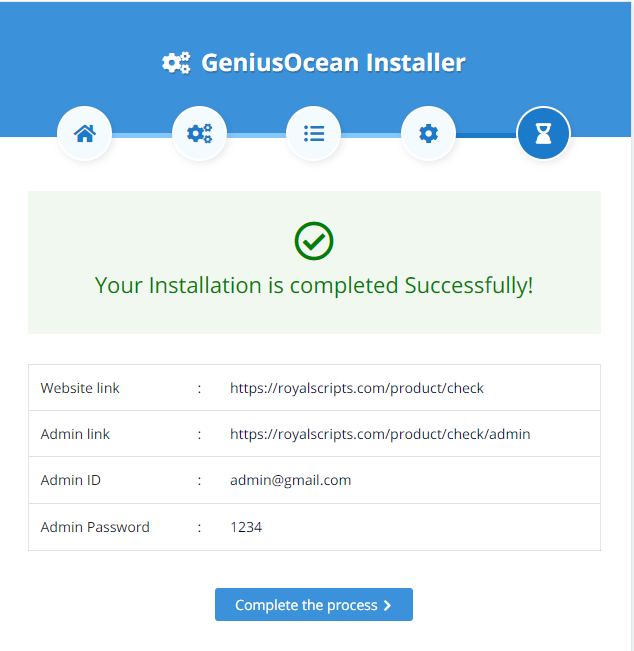 GeniusOcean Installer
Your Installation is completed Successfully!
Website link : https://royalscripts.com/product/check
Admin link : https://royalscripts.com/product/check/admin
Admin ID : admin@gmail.com
Admin Password : 1234
Complete the process